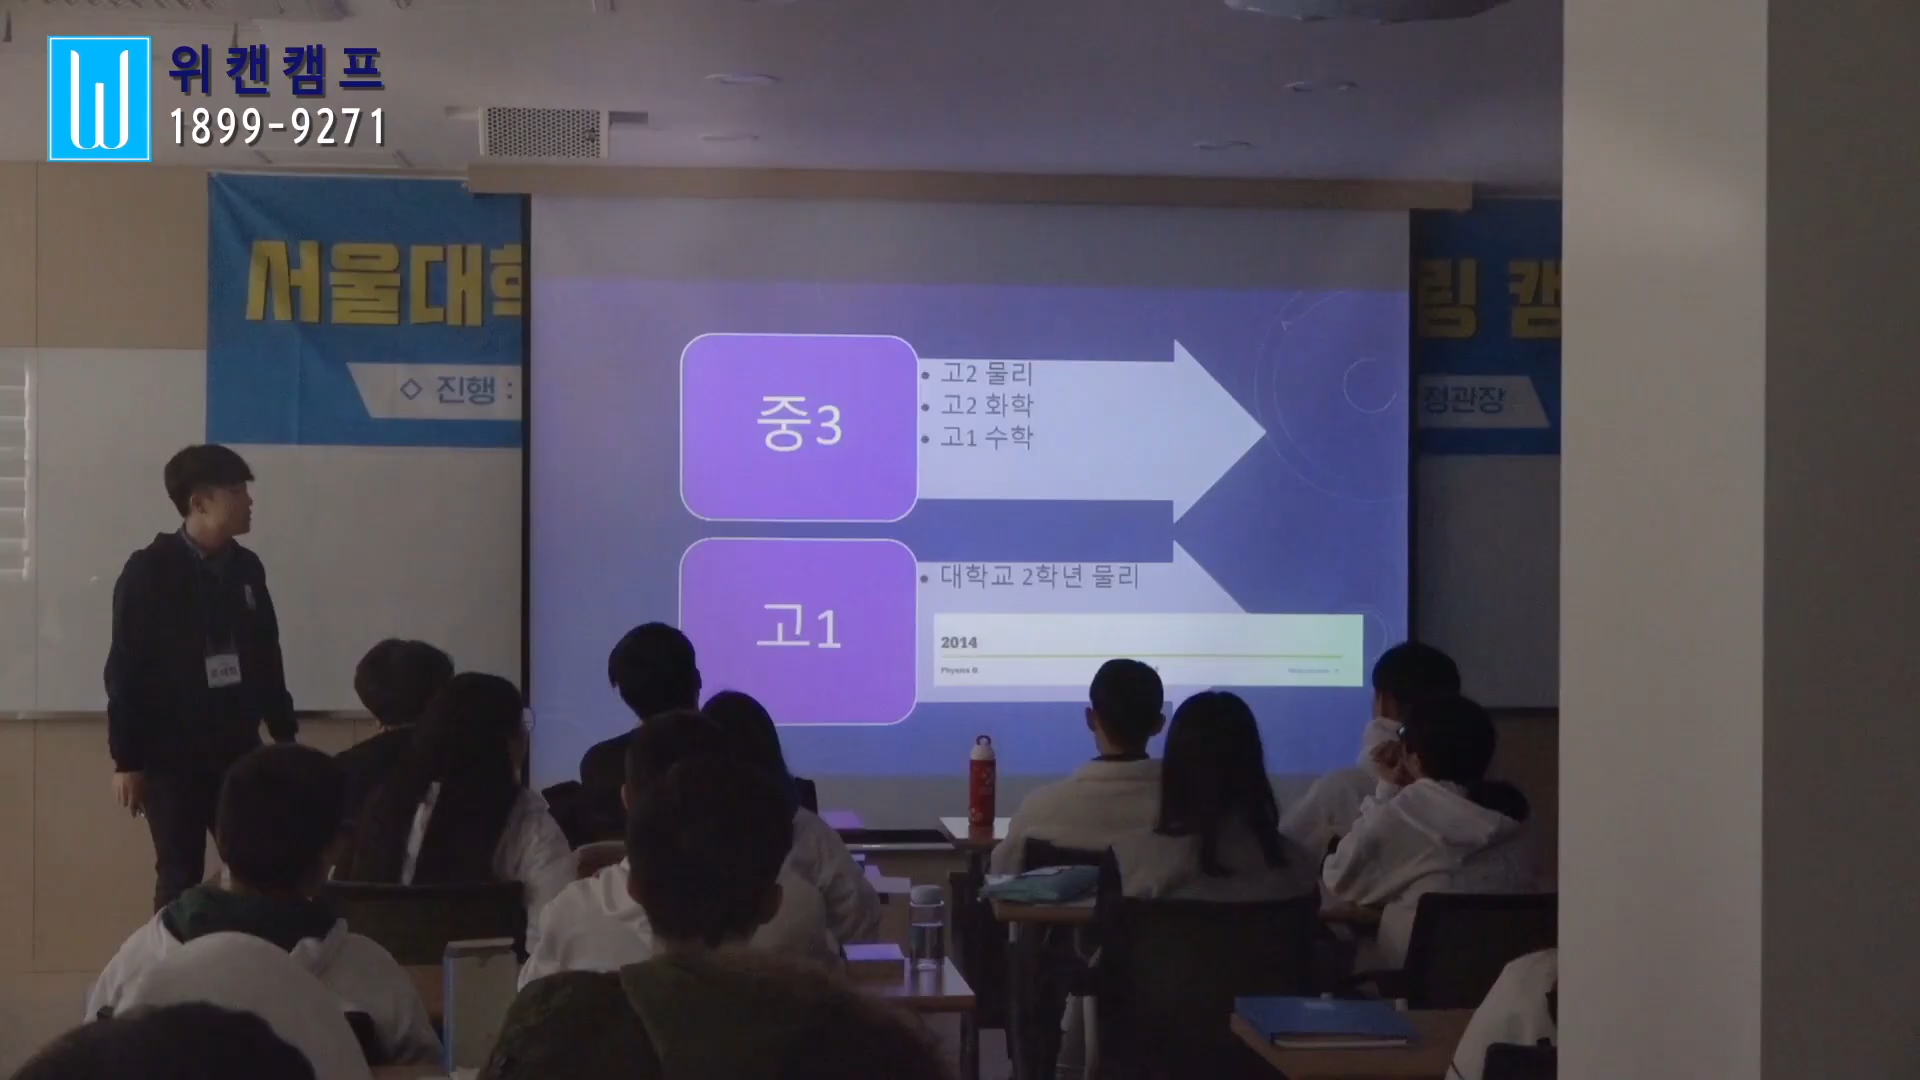 위캔캠프
1899-9271
서울대학
링 캠
◇ 진행 :
정관장
중3
• 고2 물리
• 고2 화학
• 고1 수학
고1
• 대학교 2학년 물리
2014
Physics B